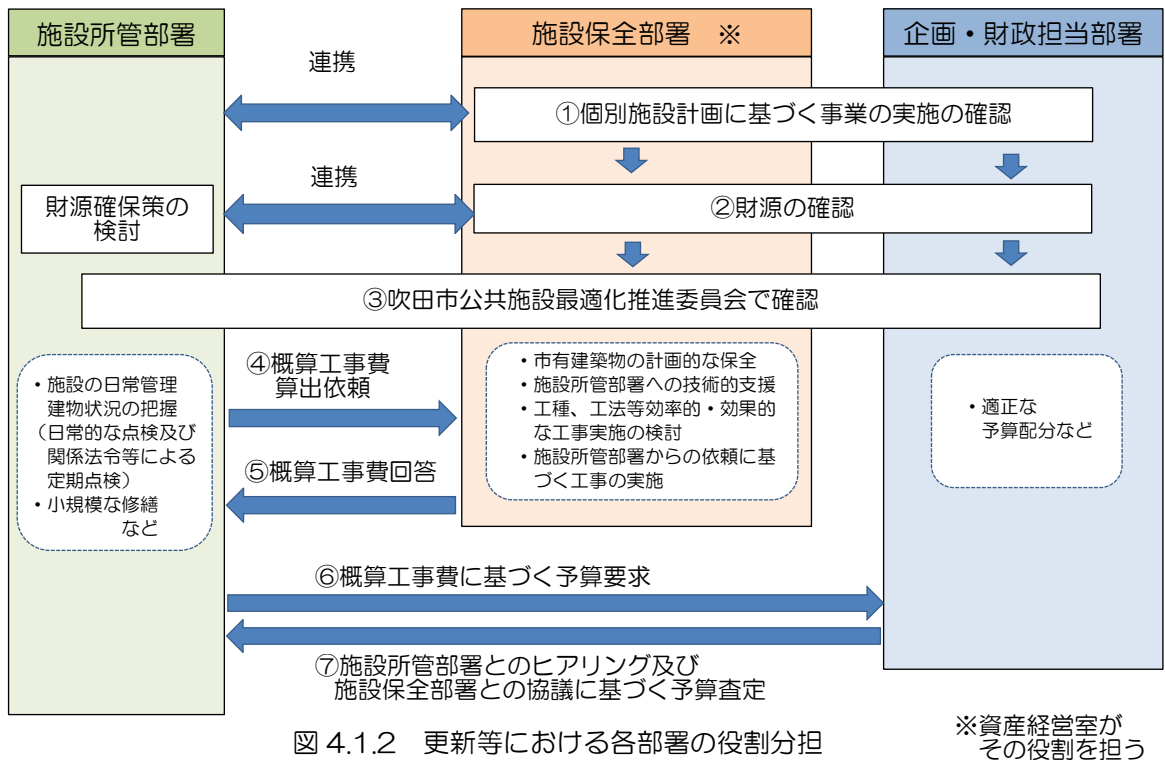 施設所管部署
施設保全部署 ※
企画・財政担当部署
連携
①個別施設計画に基づく事業の実施の確認
連携
財源確保策の
検討
②財源の確認
③吹田市公共施設最適化推進委員会で確認
・施設の日常管理
建物状況の把握
（日常的な点検及び
関係法令等による
定期点検）
・小規模な修繕
など
④概算工事費
算出依頼
⑤概算工事費回答
・市有建築物の計画的な保全
・施設所管部署への技術的支援
・工種、工法等効率的・効果的
な工事実施の検討
・施設所管部署からの依頼に基
づく工事の実施
・適正な
予算配分など
⑥概算工事費に基づく予算要求
⑦施設所管部署とのヒアリング及び
施設保全部署との協議に基づく予算査定
図 4.1.2 更新等における各部署の役割分担
※資産経営室が
その役割を担う